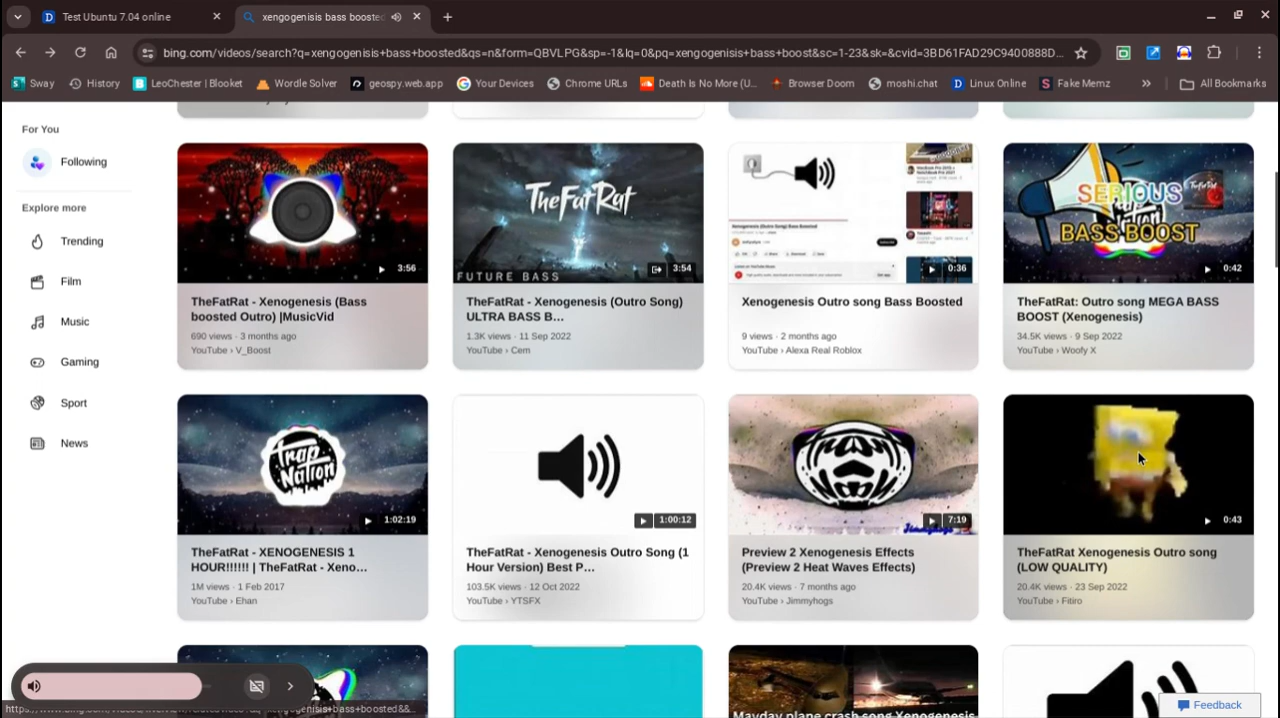 Test Ubuntu 7.04 online
xengogenisis bass boosted
bing.com/videos/search?q=xengogenisis+bass+boosted&qs=n&form=QBVLPG&sp=-1&lq=0&pq=xengogenisis+bass+boost&sc=1-23&sk=&cvid=3BD61FAD29C9400888D...
Sway
History
LeoChester | Blooket
Wordle Solver
geospy.web.app
Your Devices
Chrome URLs
Death Is No More (U...
Browser Doom
moshi.chat
Linux Online
Fake Memz
All Bookmarks
For You
Following
Explore more
Trending
Film
Music
Gaming
Sport
News
3:56
TheFatRat - Xenogenesis (Bass
boosted Outro) |MusicVid
690 views · 3 months ago
YouTube › V_Boost
TheFatRat
FUTURE BASS
3:54
TheFatRat - Xenogenesis (Outro Song)
ULTRA BASS B...
1.3K views · 11 Sep 2022
YouTube › Cem
0:36
Xenogenesis Outro song Bass Boosted
9 views · 2 months ago
YouTube › Alexa Real Roblox
SERIOUS
BASS BOOST
0:42
TheFatRat: Outro song MEGA BASS
BOOST (Xenogenesis)
34.5K views · 9 Sep 2022
YouTube › Woofy X
Trap
Nation
1:02:19
TheFatRat - XENOGENESIS 1
HOUR!!!!!! | TheFatRat - Xeno...
1M views · 1 Feb 2017
YouTube › Ehan
1:00:12
TheFatRat - Xenogenesis Outro Song (1
Hour Version) Best P...
103.5K views · 12 Oct 2022
YouTube › YTSFX
Jimmyhogs
7:19
Preview 2 Xenogenesis Effects
(Preview 2 Heat Waves Effects)
20.4K views · 7 months ago
YouTube › Jimmyhogs
0:43
TheFatRat Xenogenesis Outro song
(LOW QUALITY)
20.4K views · 23 Sep 2022
YouTube › Fitiro
Mayday plane crash song Xenogenesis
Feedback